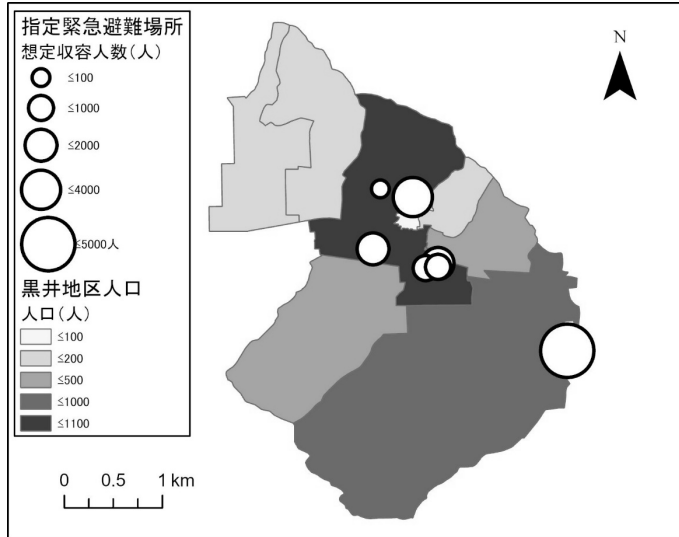 指定緊急避難場所
想定収容人数(人)
≤100
≤1000
≤2000
≤4000
≤5000人
黒井地区人口
人口(人)
≤100
≤200
≤500
≤1000
≤1100
0 0.5 1 km
N